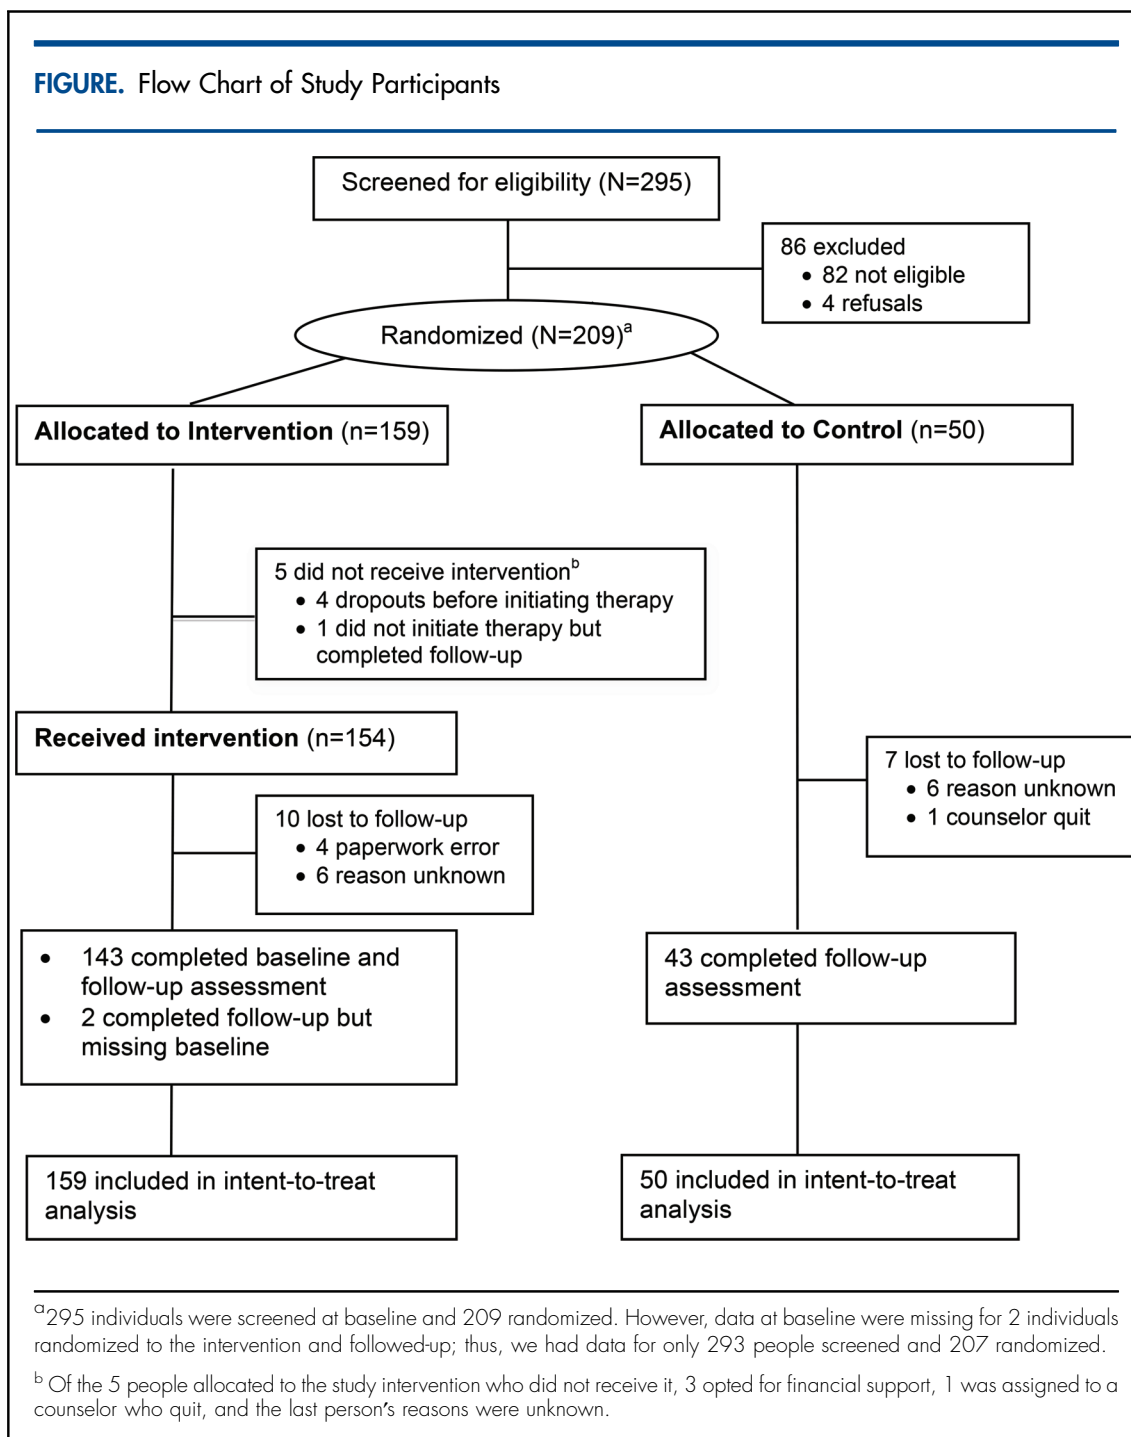 FIGURE. Flow Chart of Study Participants
Screened for eligibility (N=295)
86 excluded
• 82 not eligible
• 4 refusals
Randomized (N=209)a
Allocated to Intervention (n=159)
Allocated to Control (n=50)
5 did not receive interventionb
• 4 dropouts before initiating therapy
• 1 did not initiate therapy but
completed follow-up
Received intervention (n=154)
7 lost to follow-up
• 6 reason unknown
• 1 counselor quit
10 lost to follow-up
• 4 paperwork error
• 6 reason unknown
• 143 completed baseline and
follow-up assessment
• 2 completed follow-up but
missing baseline
43 completed follow-up
assessment
159 included in intent-to-treat
analysis
50 included in intent-to-treat
analysis
a295 individuals were screened at baseline and 209 randomized. However, data at baseline were missing for 2 individuals
randomized to the intervention and followed-up; thus, we had data for only 293 people screened and 207 randomized.
b Of the 5 people allocated to the study intervention who did not receive it, 3 opted for financial support, 1 was assigned to a
counselor who quit, and the last person's reasons were unknown.